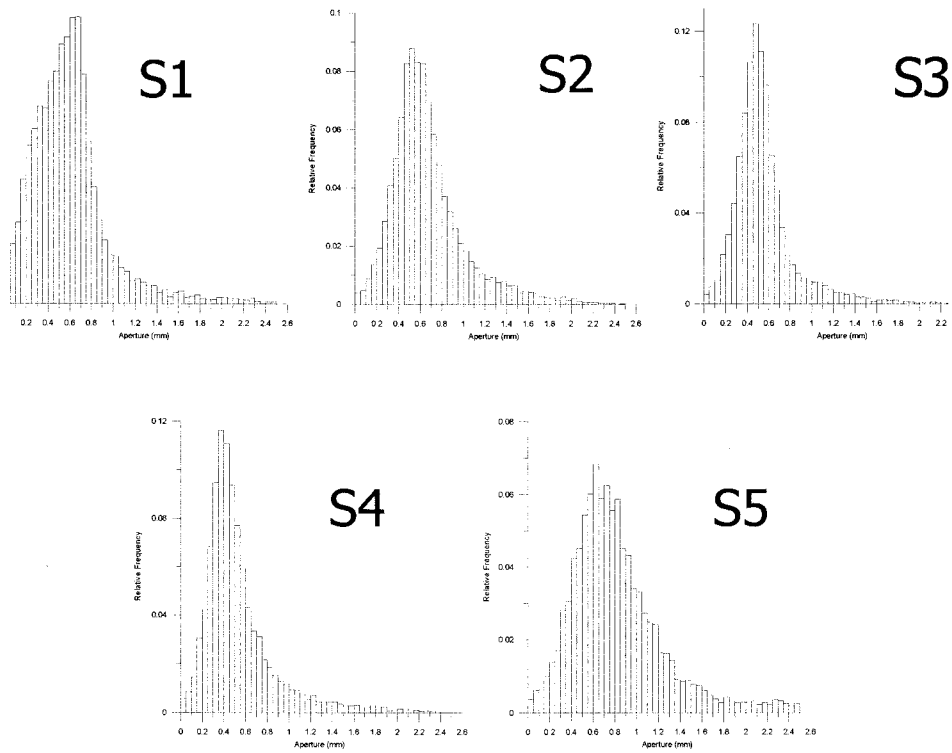 S1
0.2 0.4 0.6 0.8 1 1.2 1.4 1.6 1.8 2 2.2 2.4 2.6
Aperture (mm)
0.1
0.08
0.06
0.04
0.02
0
Relative Frequency
S2
0 0.2 0.4 0.6 0.8 1 1.2 1.4 1.6 1.8 2 2.2 2.4 2.6
Aperture (mm)
0.12
0.08
0.04
0
Relative Frequency
S3
0 0.2 0.4 0.6 0.8 1 1.2 1.4 1.6 1.8 2 2.2
Aperture (mm)
0.12
0.08
0.04
0
Relative Frequency
S4
0 0.2 0.4 0.6 0.8 1 1.2 1.4 1.6 1.8 2 2.2 2.4 2.6
Aperture (mm)
0.08
0.06
0.04
0.02
0
Relative Frequency
S5
0 0.2 0.4 0.6 0.8 1 1.2 1.4 1.6 1.8 2 2.2 2.4 2.6
Aperture (mm)